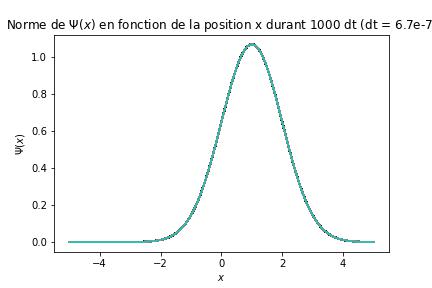 Norme de Ψ(x) en fonction de la position x durant 1000 dt (dt = 6.7e-7
1.0
0.8
0.6
0.4
0.2
0.0
Ψ(x)
−4 −2 0 2 4
x